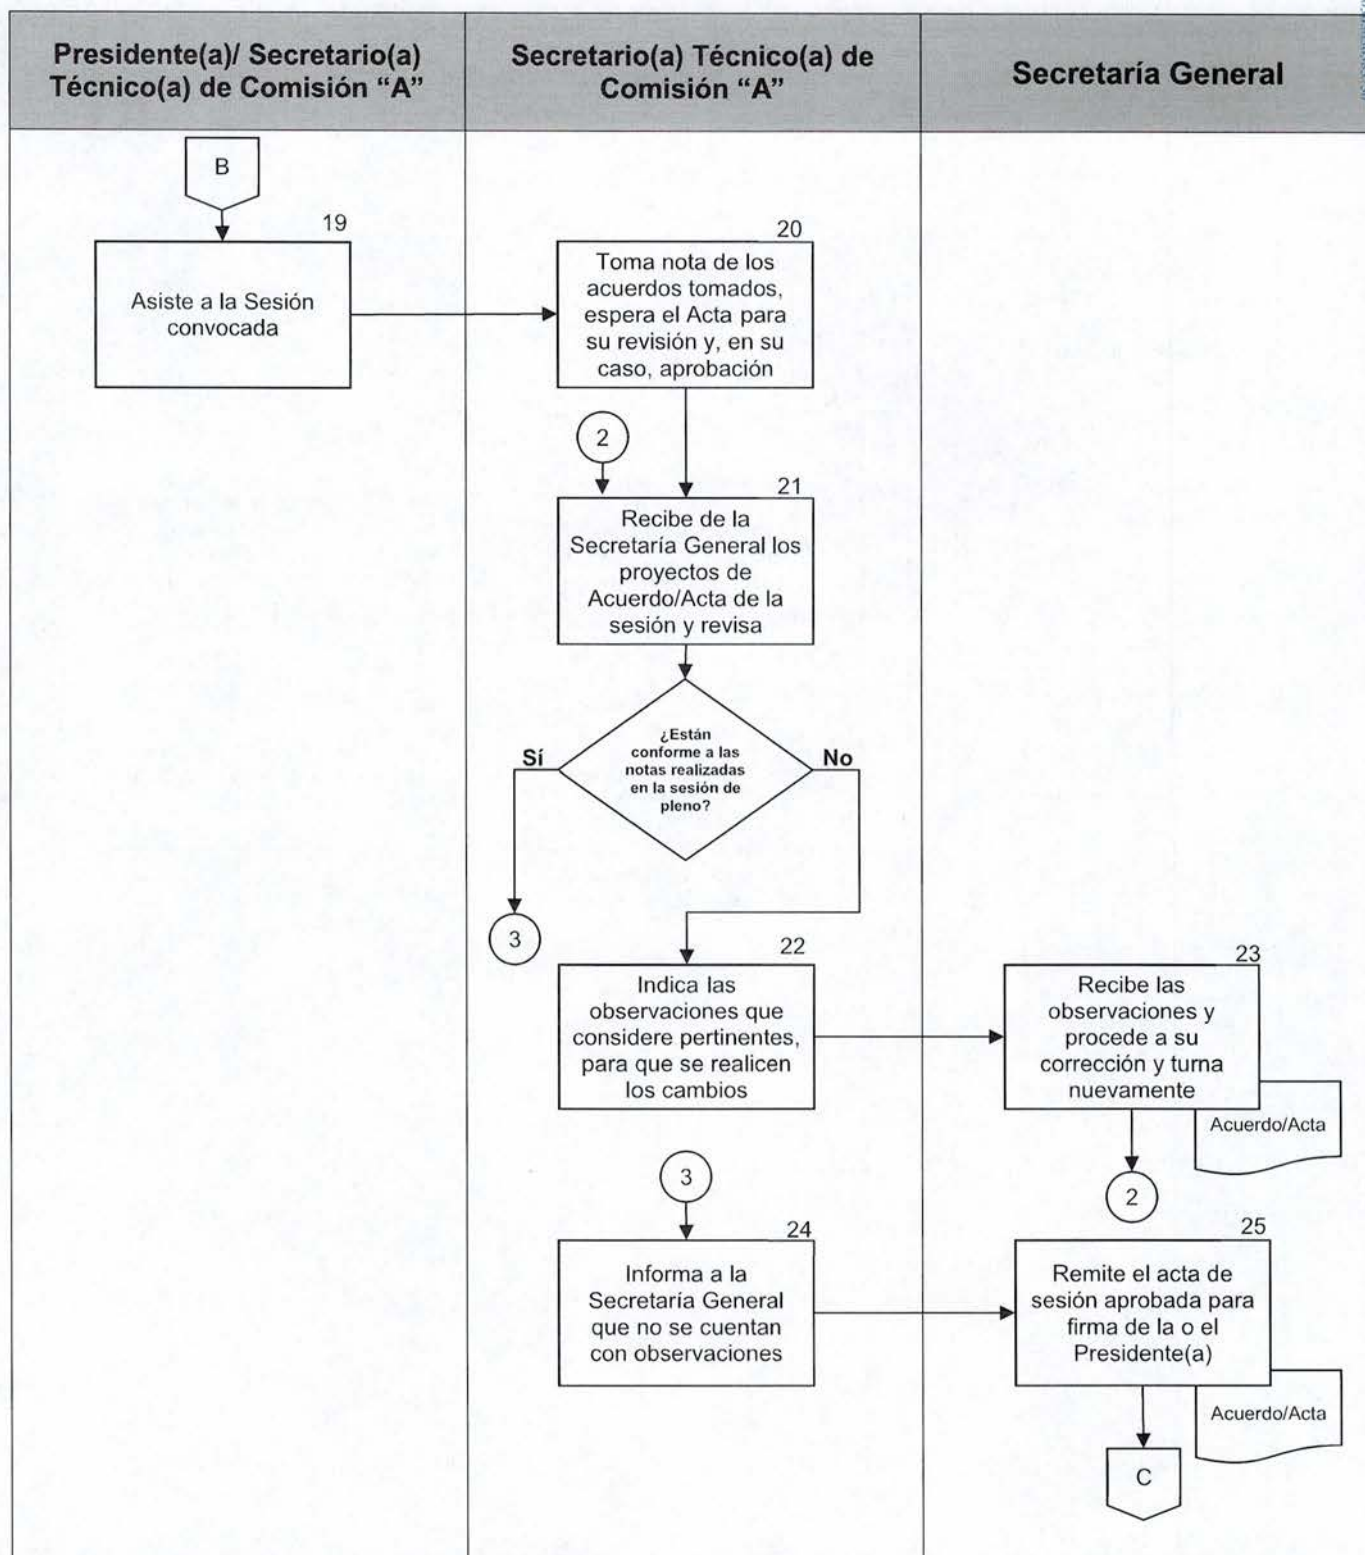 Presidente(a)/ Secretario(a)
Técnico(a) de Comisión “A”
Secretario(a) Técnico(a) de
Comisión “A”
Secretaría General
B
19
Asiste a la Sesión
convocada
20
Toma nota de los
acuerdos tomados,
espera el Acta para
su revisión y, en su
caso, aprobación
2
21
Recibe de la
Secretaría General los
proyectos de
Acuerdo/Acta de la
sesión y revisa
¿Están
conforme a las
notas realizadas
en la sesión de
pleno?
Sí
No
3
22
Indica las
observaciones que
considere pertinentes,
para que se realicen
los cambios
23
Recibe las
observaciones y
procede a su
corrección y turna
nuevamente
Acuerdo/Acta
2
3
24
Informa a la
Secretaría General
que no se cuentan
con observaciones
25
Remite el acta de
sesión aprobada para
firma de la o el
Presidente(a)
Acuerdo/Acta
C